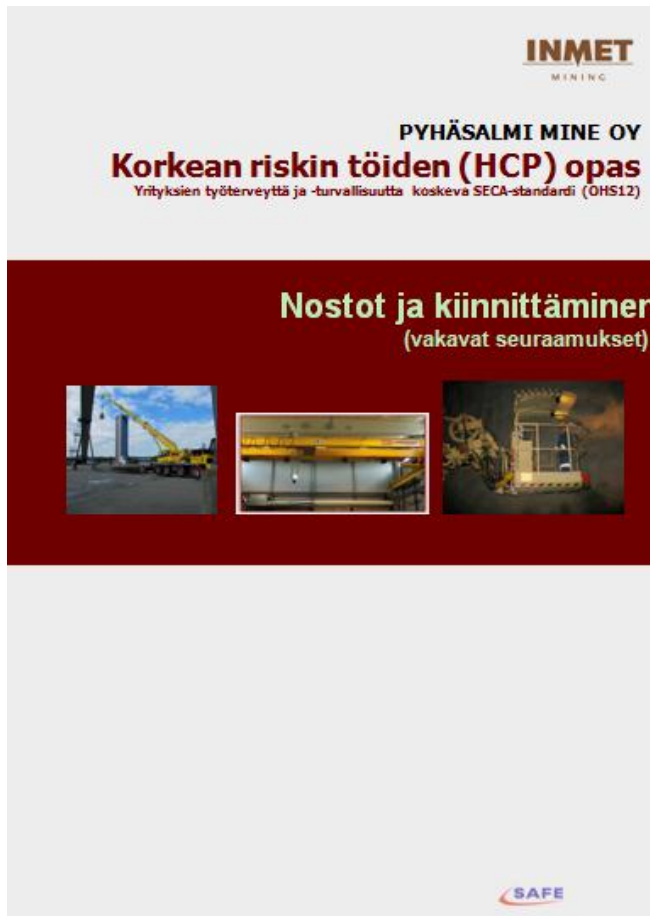 INMET
MINING
PYHÄSALMI MINE OY
Korkean riskin töiden (HCP) opas
Yrityksien työterveyttä ja -turvallisuutta koskeva SECA-standardi (OHS12)
Nostot ja kiinnittäminer
(vakavat seuraamukset)
SAFE